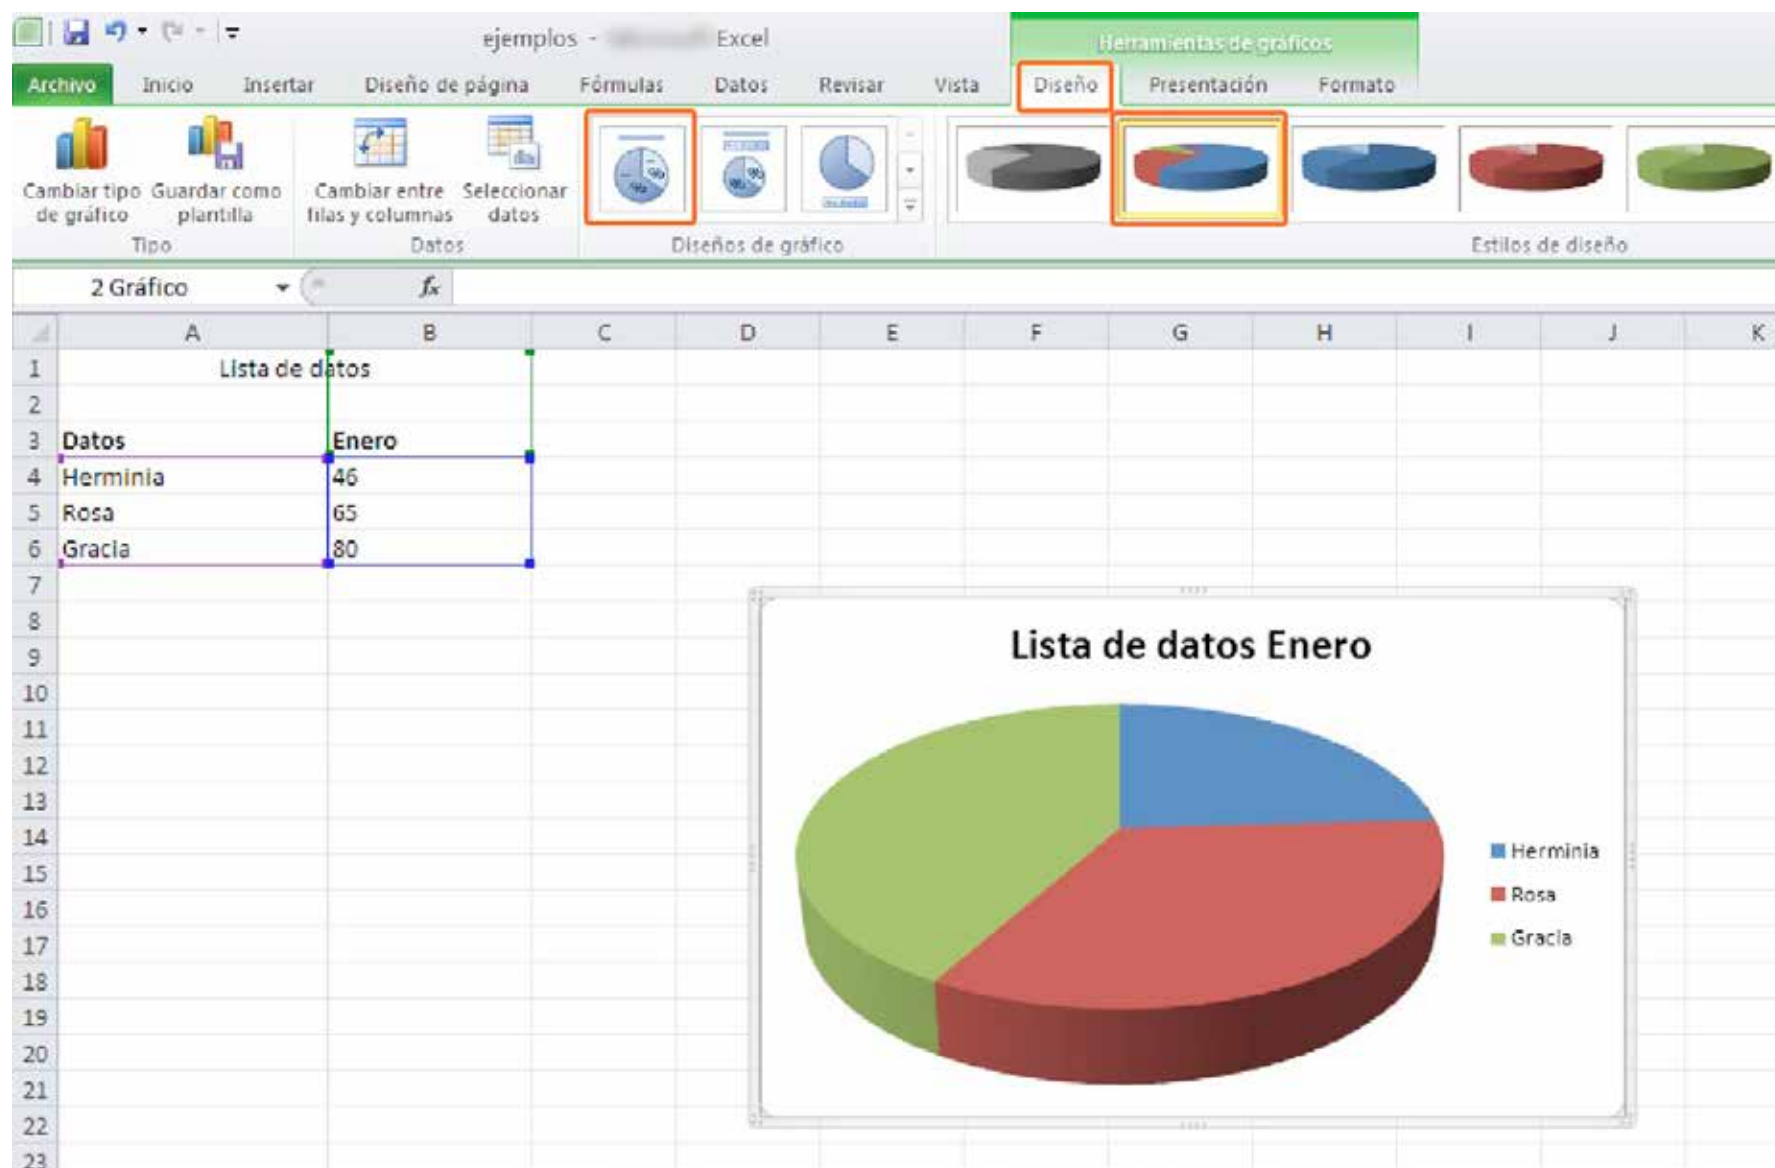 ejemplos - Excel
Herramientas de gráficos
Archivo Inicio Insertar Diseño de página Fórmulas Datos Revisar Vista Diseño Presentación Formato
Cambiar tipo Guardar como Cambiar entre Seleccionar
de gráfico plantilla filas y columnas datos
Tipo Datos Diseños de gráfico Estilos de diseño
2 Gráfico fx
A B C D E F G H I J K
1 Lista de datos
2
3 Datos Enero
4 Herminia 46
5 Rosa 65
6 Gracia 80
7
8
9
10
11
12
13
14
15
16
17
18
19
20
21
22
23
Lista de datos Enero
Herminia
Rosa
Gracia